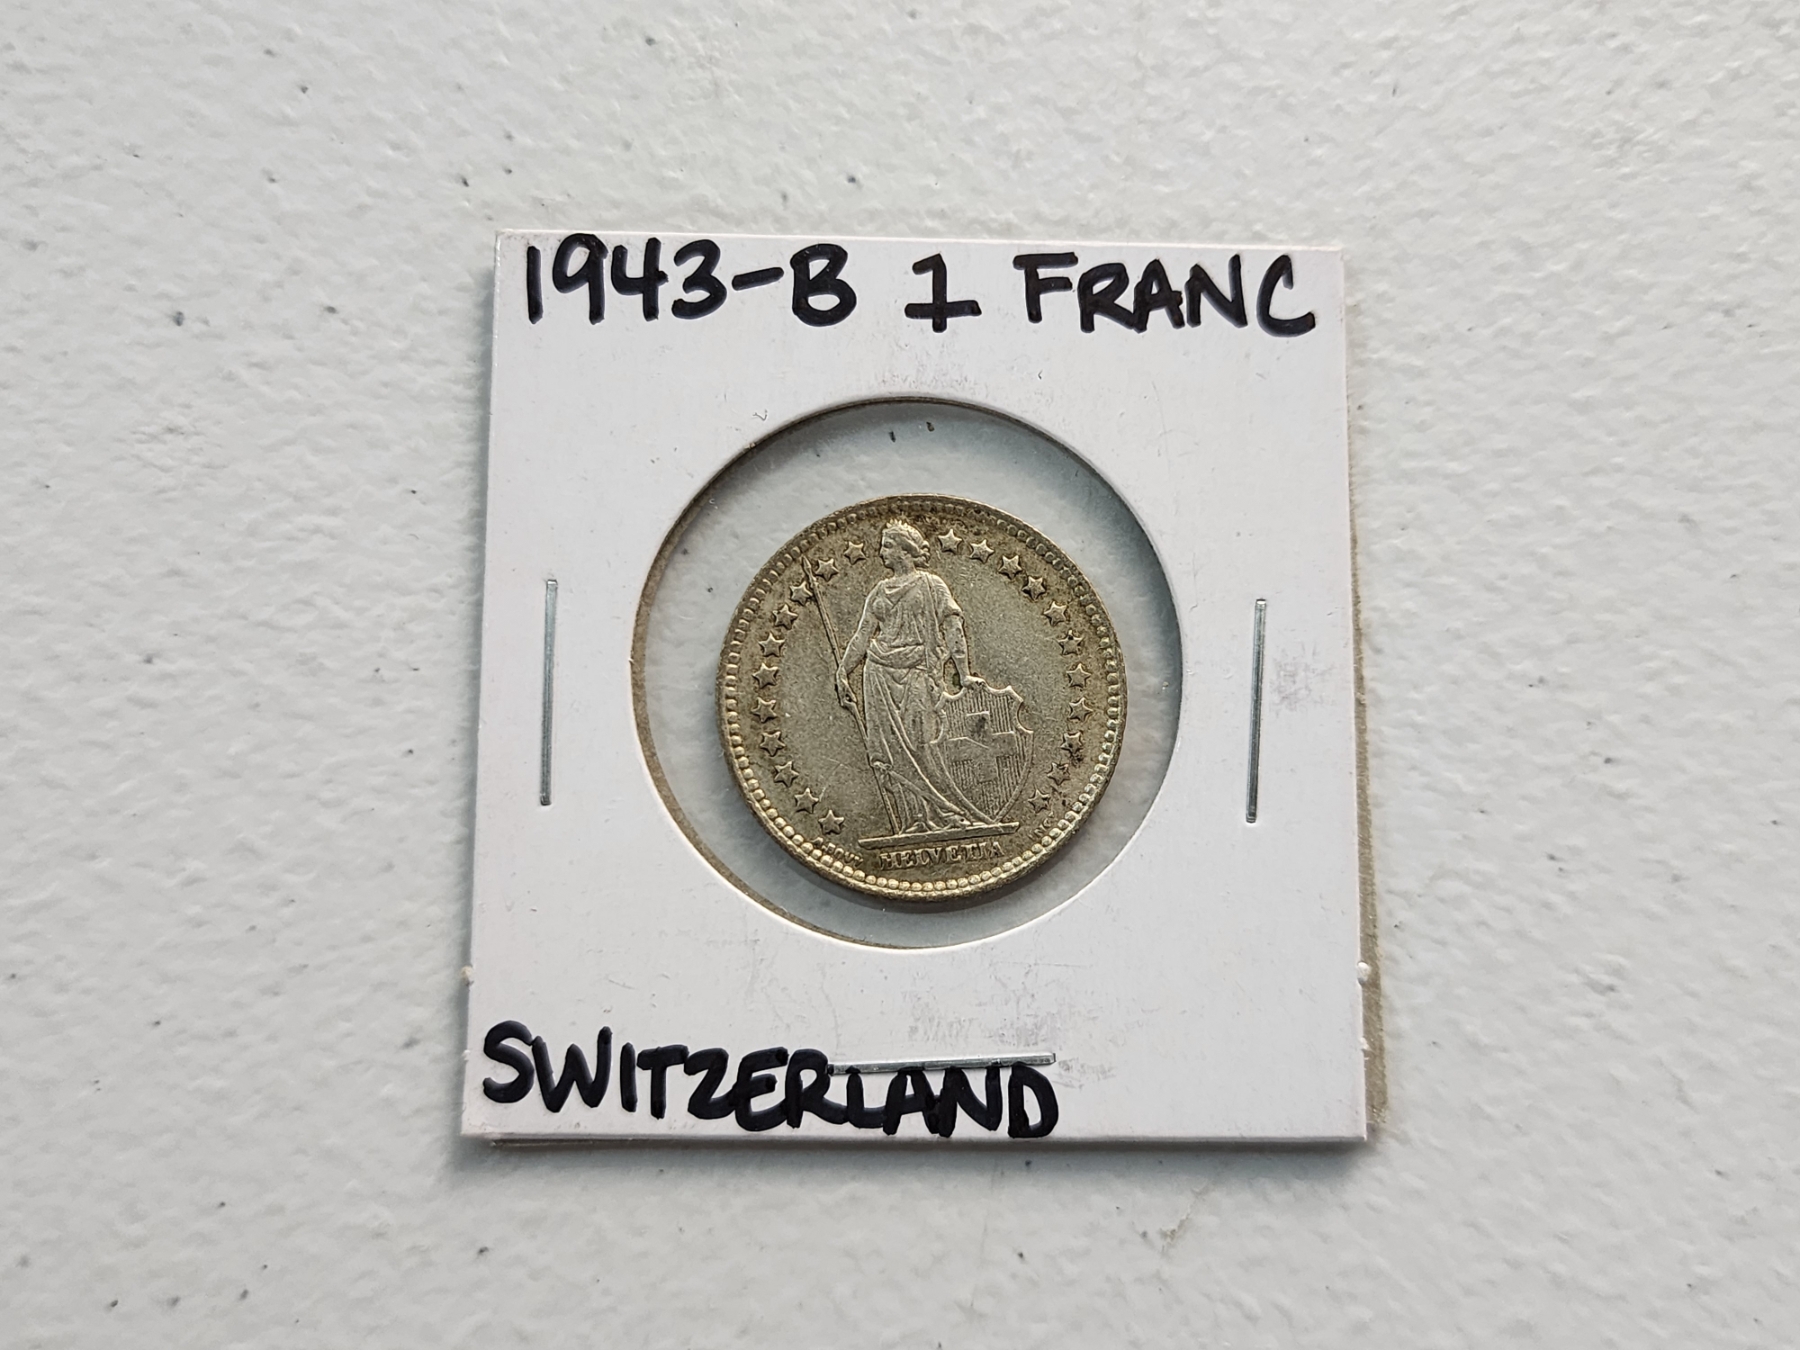 1943-B 1 FRANC
HELVETIA
SWITZERLAND